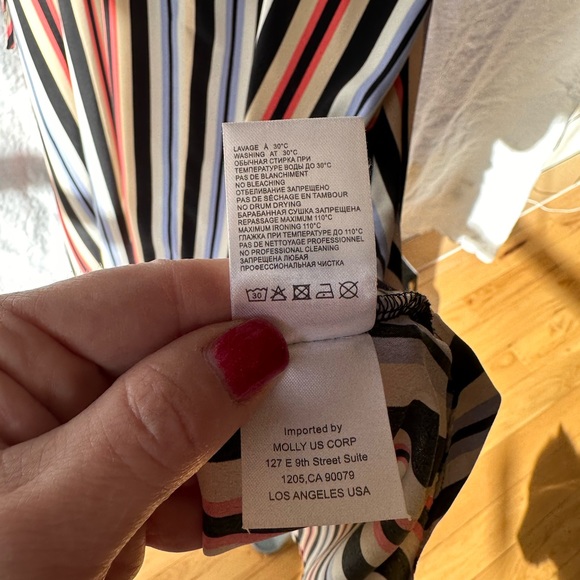 LAVAGE À 30°C
WASHING AT 30°C
ОБЫЧНАЯ СТИРКА ПРИ
ТЕМПЕРАТУРЕ ВОДЫ ДО 30°C
PAS DE BLANCHIMENT
NO BLEACHING
ОТБЕЛИВАНИЕ ЗАПРЕЩЕНО
PAS DE SÉCHAGE EN TAMBOUR
NO DRUM DRYING
БАРАБАННАЯ СУШКА ЗАПРЕЩЕНА
REPASSAGE MAXIMUM 110°C
MAXIMUM IRONING 110°C
ГЛАЖКА ПРИ ТЕМПЕРАТУРЕ ДО 110°C
PAS DE NETTOYAGE PROFESSIONNEL
NO PROFESSIONAL CLEANING
ЗАПРЕЩЕНА ЛЮБАЯ
ПРОФЕССИОНАЛЬНАЯ ЧИСТКА
30
Imported by
MOLLY US CORP
127 E 9th Street Suite
1205,CA 90079
LOS ANGELES USA